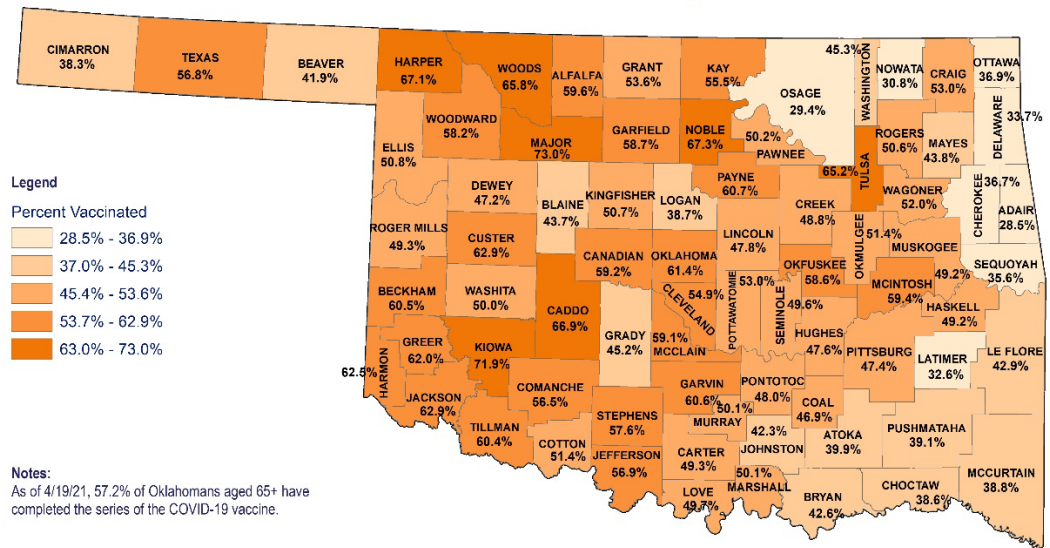 CIMARRON
38.3%
TEXAS
56.8%
BEAVER
41.9%
HARPER
67.1%
WOODS
65.8%
ALFALFA
59.6%
GRANT
53.6%
KAY
55.5%
OSAGE
29.4%
45.3%
WASHINGTON
NOWATA
30.8%
CRAIG
53.0%
OTTAWA
36.9%
DELAWARE
33.7%
WOODWARD
58.2%
ELLIS
50.8%
MAJOR
73.0%
GARFIELD
58.7%
NOBLE
67.3%
50.2%
PAWNEE
65.2%
TULSA
ROGERS
50.6%
MAYES
43.8%
Legend
Percent Vaccinated
28.5% - 36.9%
37.0% - 45.3%
45.4% - 53.6%
53.7% - 62.9%
63.0% - 73.0%
DEWEY
47.2%
BLAINE
43.7%
KINGFISHER
50.7%
LOGAN
38.7%
PAYNE
60.7%
CREEK
48.8%
WAGONER
52.0%
CHEROKEE
36.7%
ADAIR
28.5%
ROGER MILLS
49.3%
CUSTER
62.9%
CANADIAN
59.2%
OKLAHOMA
61.4%
LINCOLN
47.8%
OKFUSKEE
58.6%
OKMULGEE
51.4%
MUSKOGEE
49.2%
SEQUOYAH
35.6%
BECKHAM
60.5%
WASHITA
50.0%
CADDO
66.9%
GRADY
45.2%
CLEVELAND
54.9%
POTTAWATOMIE
53.0%
SEMINOLE
49.6%
MCINTOSH
59.4%
HASKELL
49.2%
GREER
62.0%
KIOWA
71.9%
59.1%
MCCLAIN
HUGHES
47.6%
PITTSBURG
47.4%
LATIMER
32.6%
LE FLORE
42.9%
62.5%
HARMON
JACKSON
62.9%
COMANCHE
56.5%
GARVIN
60.6%
PONTOTOC
48.0%
COAL
46.9%
TILLMAN
60.4%
STEPHENS
57.6%
50.1%
MURRAY
42.3%
JOHNSTON
ATOKA
39.9%
PUSHMATAHA
39.1%
COTTON
51.4%
JEFFERSON
56.9%
CARTER
49.3%
50.1%
MARSHALL
LOVE
49.7%
BRYAN
42.6%
CHOCTAW
38.6%
MCCURTAIN
38.8%
Notes:
As of 4/19/21, 57.2% of Oklahomans aged 65+ have
completed the series of the COVID-19 vaccine.